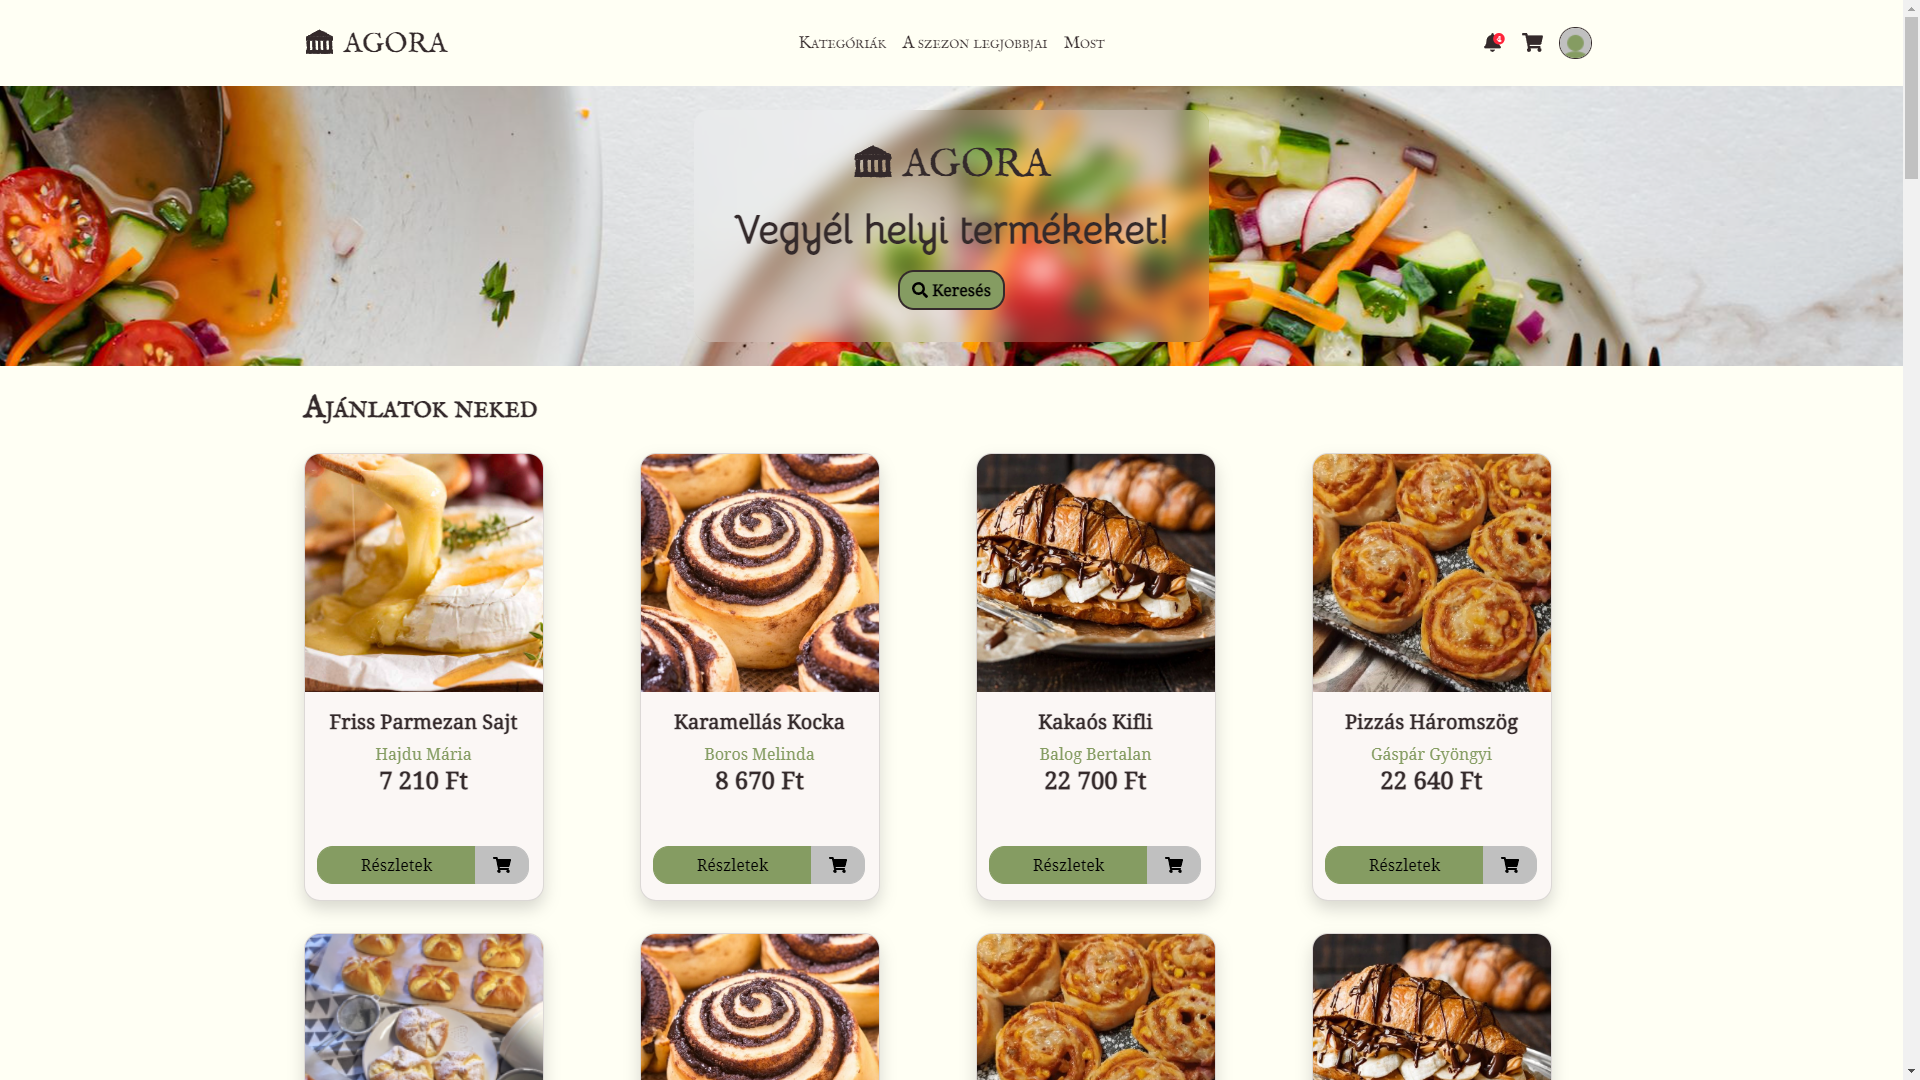 AGORA
Kategóriák A szezon legjobbjai Most
4
AGORA
Vegyél helyi termékeket!
Keresés
Ajánlatok neked
Friss Parmezan Sajt
Hajdu Mária
7 210 Ft
Részletek
Karamellás Kocka
Boros Melinda
8 670 Ft
Részletek
Kakaós Kifli
Balog Bertalan
22 700 Ft
Részletek
Pizzás Háromszög
Gáspár Gyöngyi
22 640 Ft
Részletek